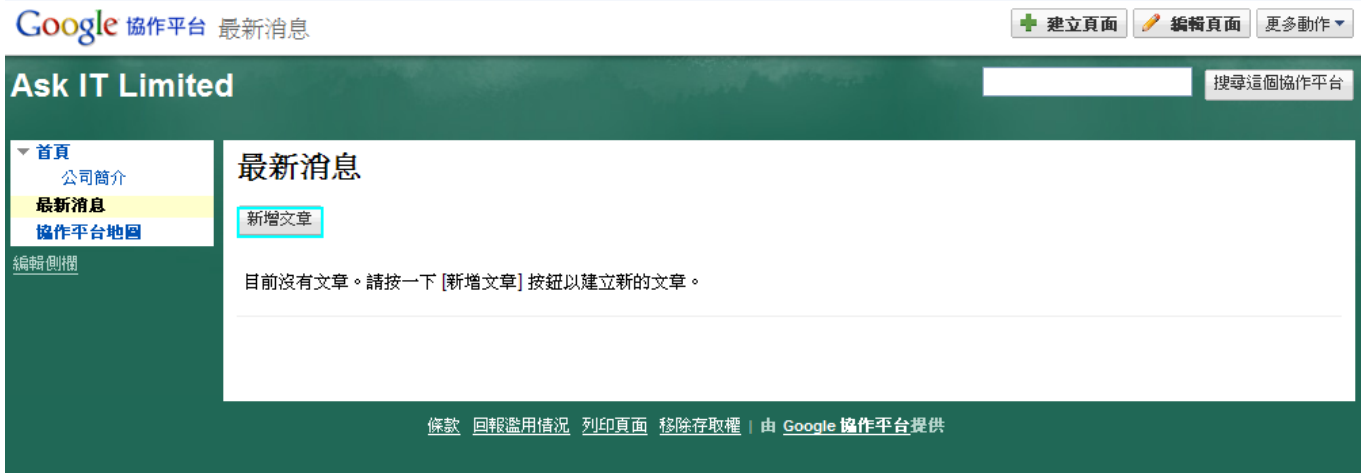 Google 協作平台 最新消息
建立頁面 編輯頁面 更多動作
Ask IT Limited
搜尋這個協作平台
首頁
公司簡介
最新消息
協作平台地圖
編輯側欄
最新消息
新增文章
目前沒有文章。請按一下 [新增文章] 按鈕以建立新的文章。
條款 回報濫用情況 列印頁面 移除存取權 | 由 Google 協作平台提供